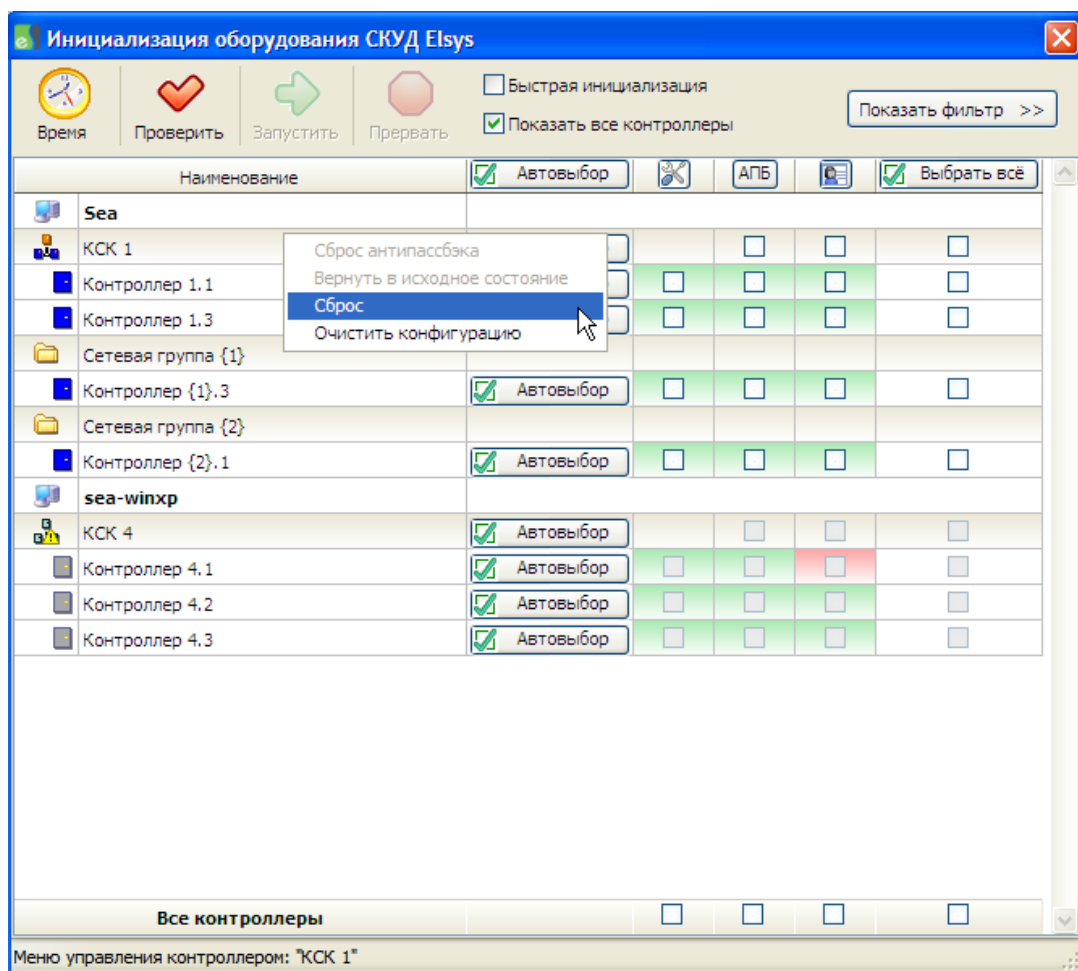 Инициализация оборудования СКУД Elsys
Быстрая инициализация
Показать все контроллеры
Показать фильтр >>
Время Проверить Запустить Прервать
Наименование Автовыбор АПБ Выбрать всё
Sea
КСК 1
Сброс антипассбэка
Вернуть в исходное состояние
Сброс
Очистить конфигурацию
Контроллер 1.1
Контроллер 1.3
Сетевая группа {1}
Контроллер {1}.3 Автовыбор
Сетевая группа {2}
Контроллер {2}.1 Автовыбор
sea-winxp
КСК 4 Автовыбор
Контроллер 4.1 Автовыбор
Контроллер 4.2 Автовыбор
Контроллер 4.3 Автовыбор
Все контроллеры
Меню управления контроллером: "КСК 1"